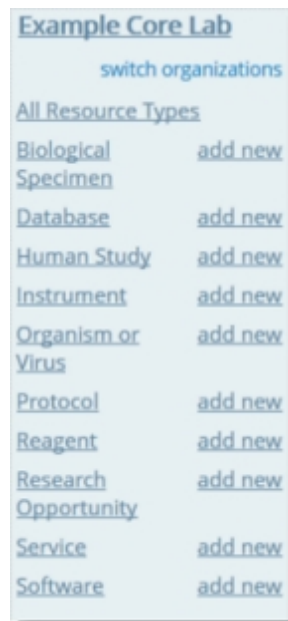 Example Core Lab
switch organizations
All Resource Types
Biological add new
Specimen
Database add new
Human Study add new
Instrument add new
Organism or add new
Virus
Protocol add new
Reagent add new
Research add new
Opportunity
Service add new
Software add new